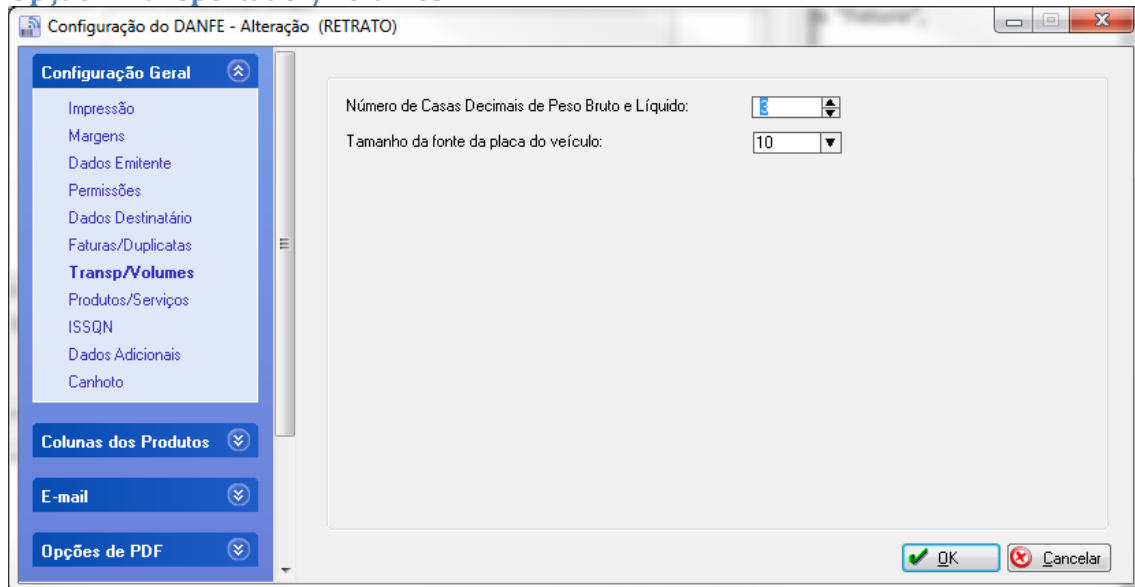 Configuração do DANFE - Alteração (RETRATO)
Configuração Geral
Impressão
Margens
Dados Emitente
Permissões
Dados Destinatário
Faturas/Duplicatas
Transp/Volumes
Produtos/Serviços
ISSQN
Dados Adicionais
Canhoto
Colunas dos Produtos
E-mail
Opções de PDF
Número de Casas Decimais de Peso Bruto e Líquido: 3
Tamanho da fonte da placa do veículo: 10
OK
Cancelar